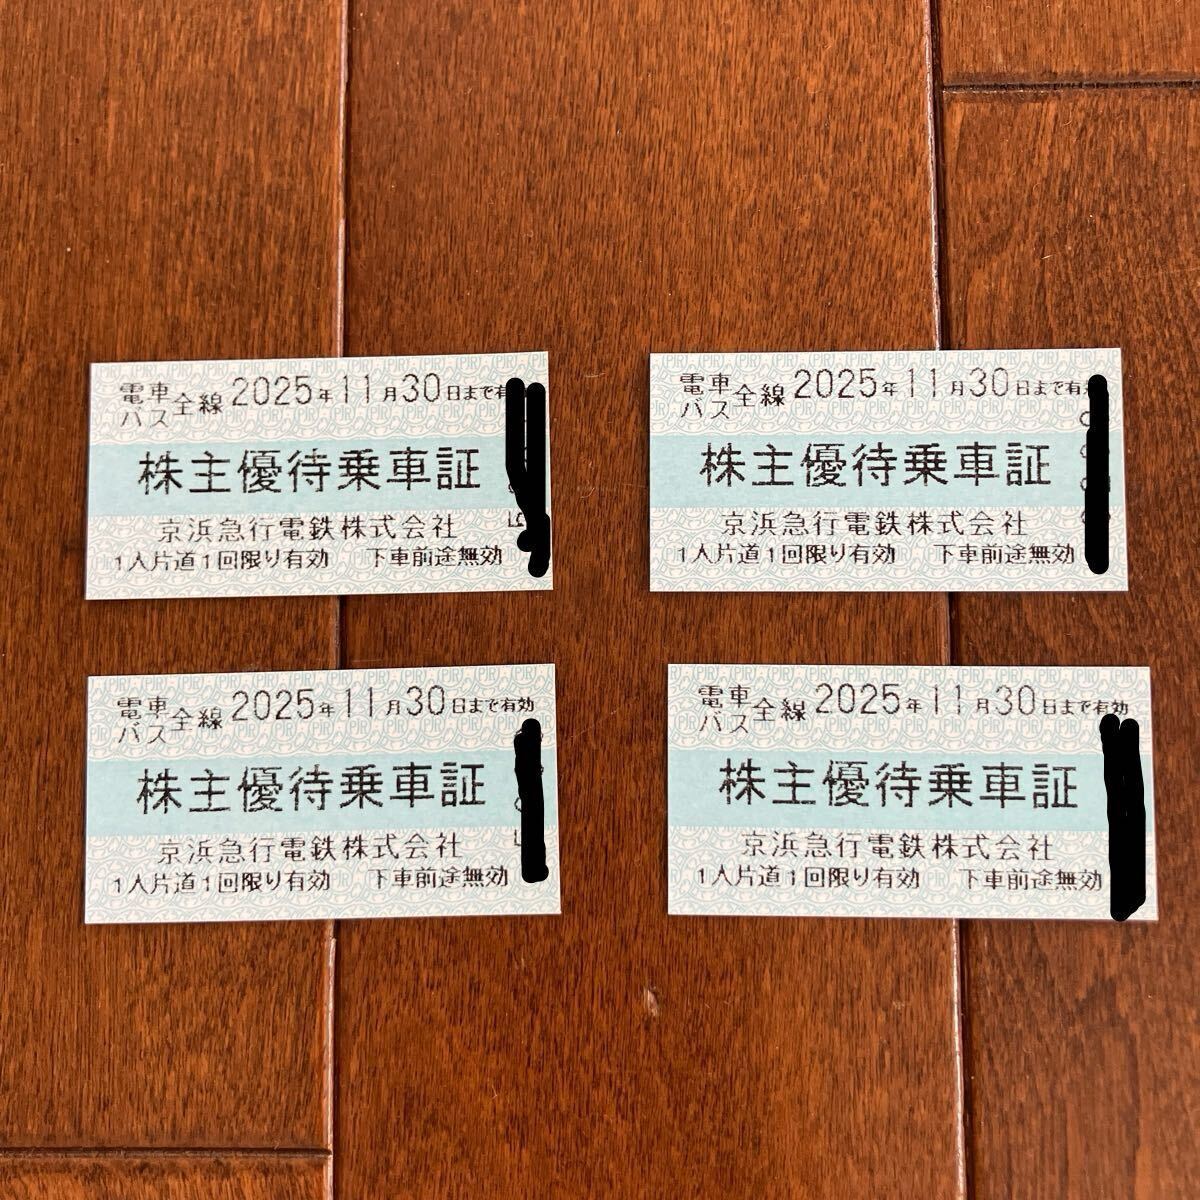 電車
バス全線 2025年11月30日まで有
株主優待乗車証
京浜急行電鉄株式会社
1人片道1回限り有効 下車前途無効
電車
バス全線 2025年11月30日まで有
株主優待乗車証
京浜急行電鉄株式会社
1人片道1回限り有効 下車前途無効
電車
バス全線 2025年11月30日まで有効
株主優待乗車証
京浜急行電鉄株式会社
1人片道1回限り有効 下車前途無効
電車
バス全線 2025年11月30日まで有効
株主優待乗車証
京浜急行電鉄株式会社
1人片道1回限り有効 下車前途無効